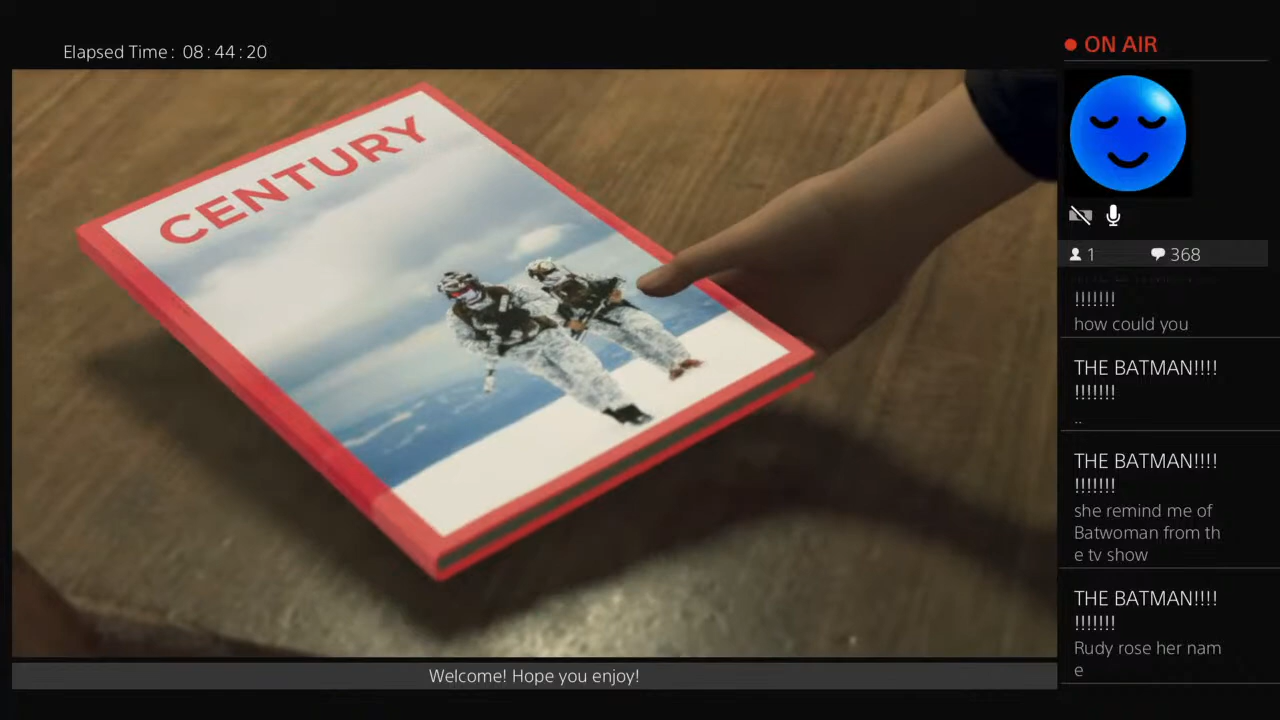 Elapsed Time: 08:44:20
ON AIR
CENTURY
1 368
!!!!!!!
how could you
THE BATMAN!!!!
!!!!!!!
..
THE BATMAN!!!!
!!!!!!!
she remind me of
Batwoman from th
e tv show
THE BATMAN!!!!
!!!!!!!
Rudy rose her nam
e
Welcome! Hope you enjoy!